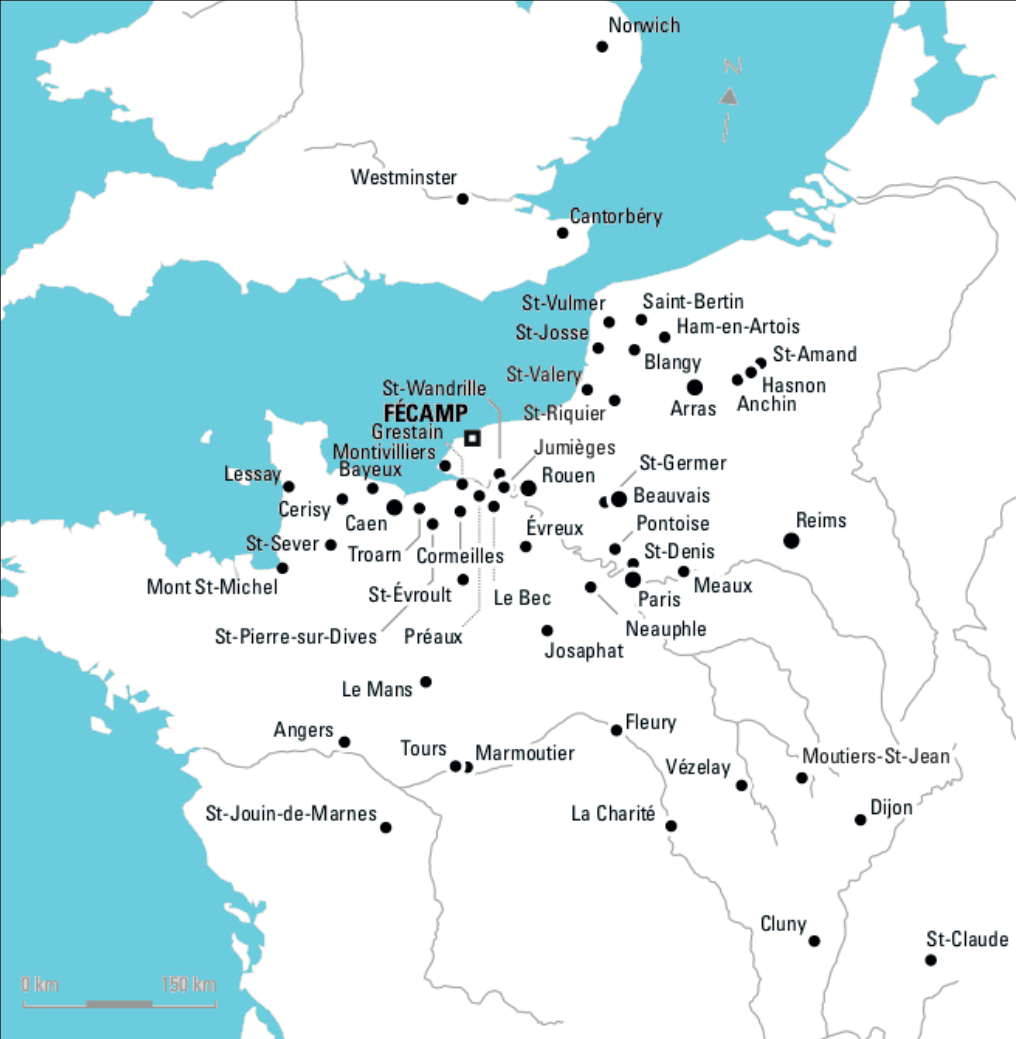 Norwich
N
Westminster
Cantorbéry
St-Vulmer
Saint-Bertin
St-Josse
Ham-en-Artois
Blangy
St-Amand
St-Valery
Hasnon
St-Wandrille
Anchin
Arras
FÉCAMP
St-Riquier
Grestain
Montivilliers
Jumièges
Bayeux
St-Germer
Lessay
Rouen
Beauvais
Cerisy
Caen
Pontoise
Évreux
Reims
St-Sever
Troarn
Cormeilles
St-Denis
Mont St-Michel
Meaux
St-Évroult
Le Bec
Paris
St-Pierre-sur-Dives
Préaux
Neauphle
Josaphat
Le Mans
Fleury
Angers
Tours
Marmoutier
Moutiers-St-Jean
Vézelay
St-Jouin-de-Marnes
La Charité
Dijon
Cluny
St-Claude
0 km
150 km